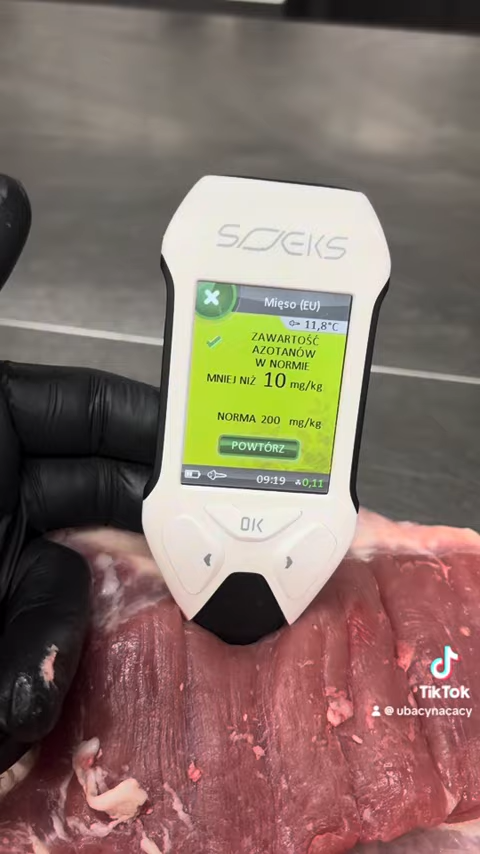 SOEKS
Mięso (EU)
11,8°C
ZAWARTOŚĆ
AZOTANÓW
W NORMIE
MNIEJ NIŻ 10 mg/kg
NORMA 200 mg/kg
POWTÓRZ
09:19 0,11
OK
TikTok
@ubacynacacy